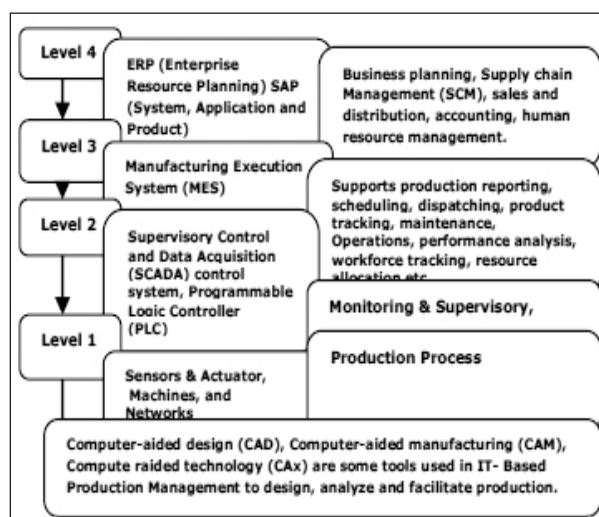 Level 4
ERP (Enterprise
Resource Planning) SAP
(System, Application and
Product)
Business planning, Supply chain
Management (SCM), sales and
distribution, accounting, human
resource management.
Level 3
Manufacturing Execution
System (MES)
Supports production reporting,
scheduling, dispatching, product
tracking, maintenance,
Operations, performance analysis,
workforce tracking, resource
allocation etc
Level 2
Supervisory Control
and Data Acquisition
(SCADA) control
system, Programmable
Logic Controller
(PLC)
Monitoring & Supervisory,
Level 1
Sensors & Actuator,
Machines, and
Networks
Production Process
Computer-aided design (CAD), Computer-aided manufacturing (CAM),
Compute raided technology (CAx) are some tools used in IT- Based
Production Management to design, analyze and facilitate production.